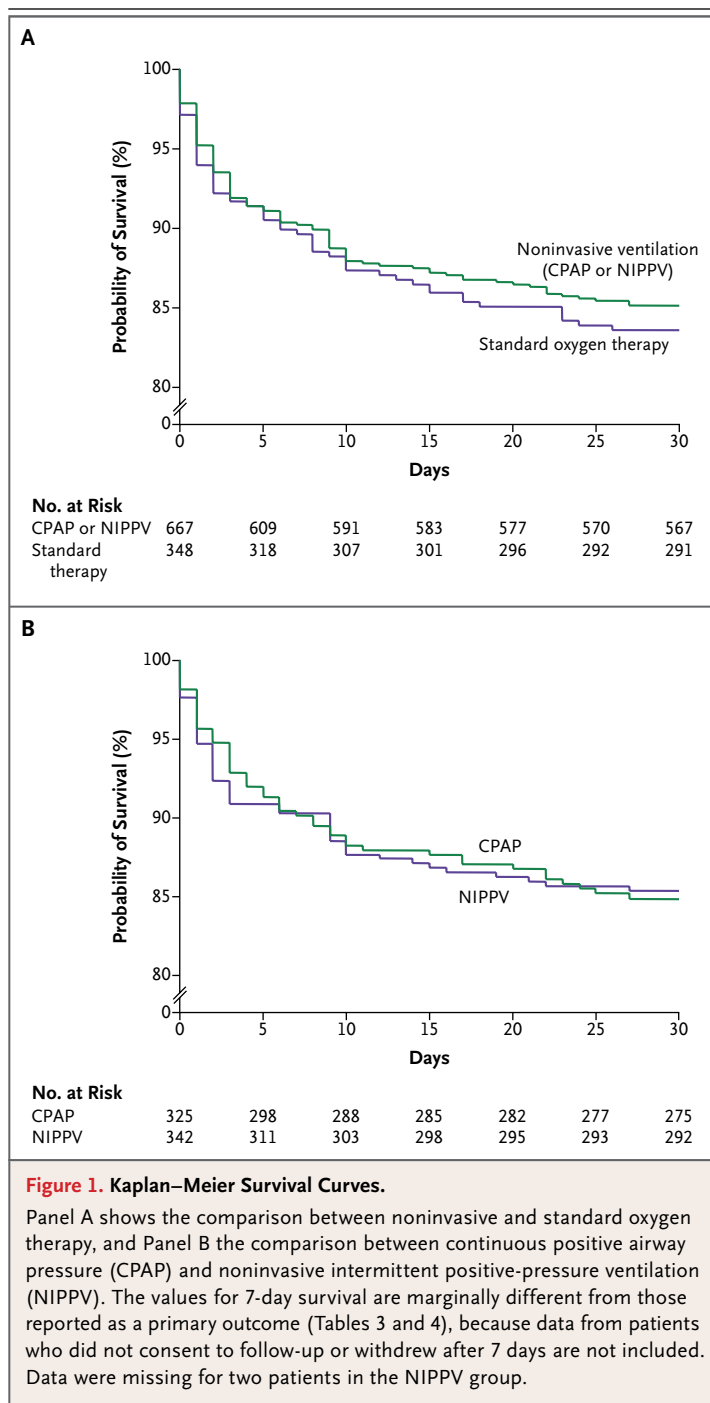 A
100
95
90
85
80
0
Probability of Survival (%)
Noninvasive ventilation
(CPAP or NIPPV)
Standard oxygen therapy
0 5 10 15 20 25 30
Days
No. at Risk
CPAP or NIPPV 667 609 591 583 577 570 567
Standard 348 318 307 301 296 292 291
therapy
B
100
95
90
85
80
0
Probability of Survival (%)
CPAP
NIPPV
0 5 10 15 20 25 30
Days
No. at Risk
CPAP 325 298 288 285 282 277 275
NIPPV 342 311 303 298 295 293 292
Figure 1. Kaplan–Meier Survival Curves.
Panel A shows the comparison between noninvasive and standard oxygen
therapy, and Panel B the comparison between continuous positive airway
pressure (CPAP) and noninvasive intermittent positive-pressure ventilation
(NIPPV). The values for 7-day survival are marginally different from those
reported as a primary outcome (Tables 3 and 4), because data from patients
who did not consent to follow-up or withdrew after 7 days are not included.
Data were missing for two patients in the NIPPV group.